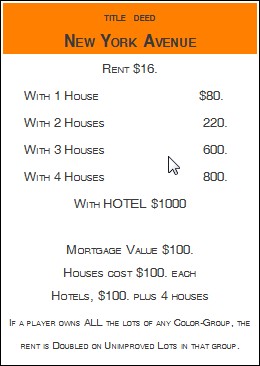 TITLE DEED
NEW YORK AVENUE
RENT $16.
WITH 1 HOUSE $80.
WITH 2 HOUSES 220.
WITH 3 HOUSES 600.
WITH 4 HOUSES 800.
WITH HOTEL $1000
MORTGAGE VALUE $100.
HOUSES COST $100. EACH
HOTELS, $100. PLUS 4 HOUSES
IF A PLAYER OWNS ALL THE LOTS OF ANY COLOR-GROUP, THE
RENT IS DOUBLED ON UNIMPROVED LOTS IN THAT GROUP.